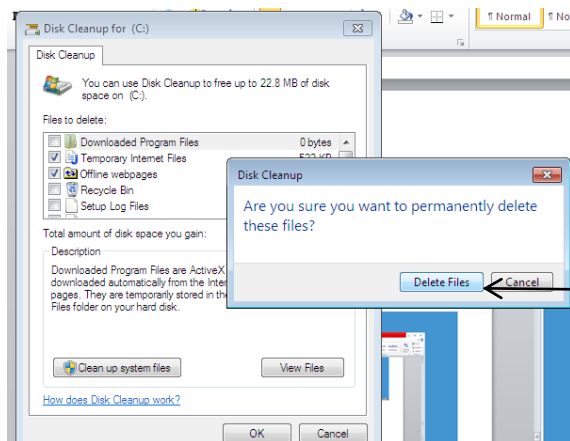 ¶ Normal
¶ No
Disk Cleanup for (C:)
Disk Cleanup
You can use Disk Cleanup to free up to 22.8 MB of disk
space on (C:).
Files to delete:
Downloaded Program Files 0 bytes
Temporary Internet Files 522 KB
Offline webpages
Recycle Bin
Setup Log Files
Disk Cleanup
Are you sure you want to permanently delete
these files?
Delete Files Cancel
Total amount of disk space you gain:
Description
Downloaded Program Files are ActiveX
downloaded automatically from the Inter
pages. They are temporarily stored in the
Files folder on your hard disk.
Clean up system files View Files
How does Disk Cleanup work?
OK Cancel